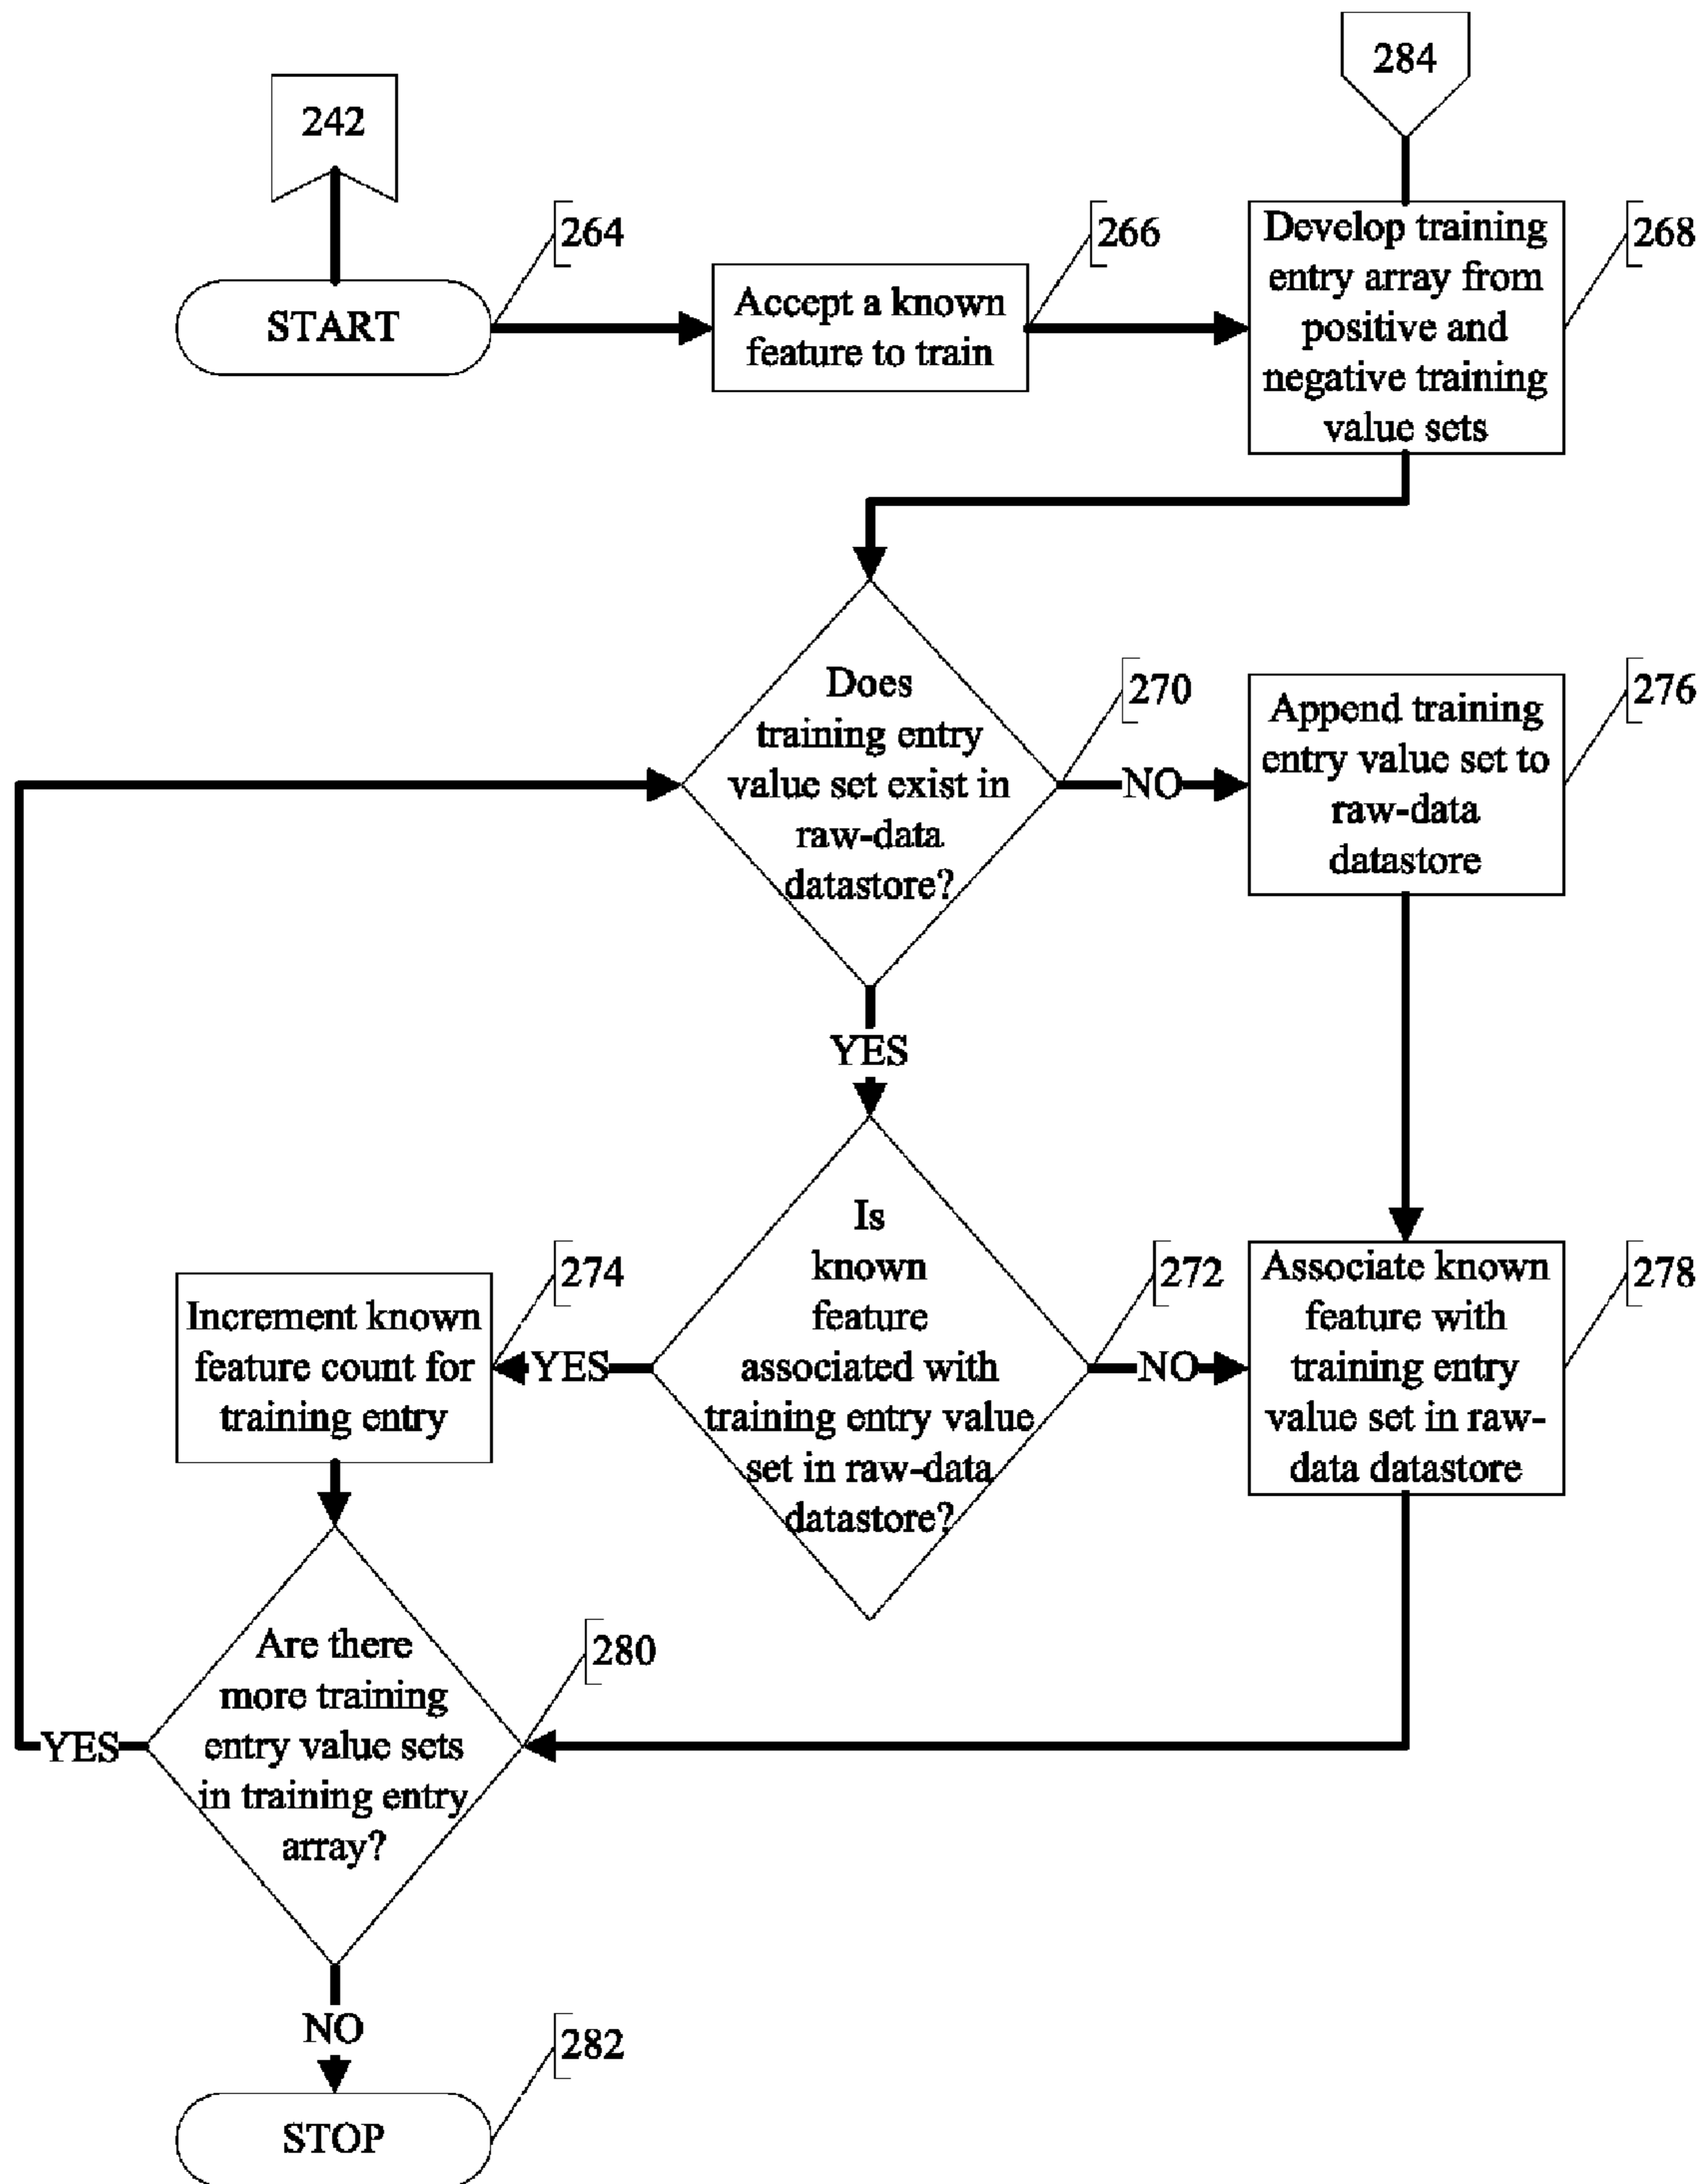 284
242
264
266
268
START
Accept a known
feature to train
Develop training
entry array from
positive and
negative training
value sets
Does
training entry
value set exist in
raw-data
datastore?
270
NO
276
Append training
entry value set to
raw-data
datastore
YES
Is
known
feature
associated with
training entry value
set in raw-data
datastore?
272
NO
278
Associate known
feature with
training entry
value set in raw-
data datastore
YES
274
Increment known
feature count for
training entry
280
Are there
more training
entry value sets
in training entry
array?
YES
NO
282
STOP